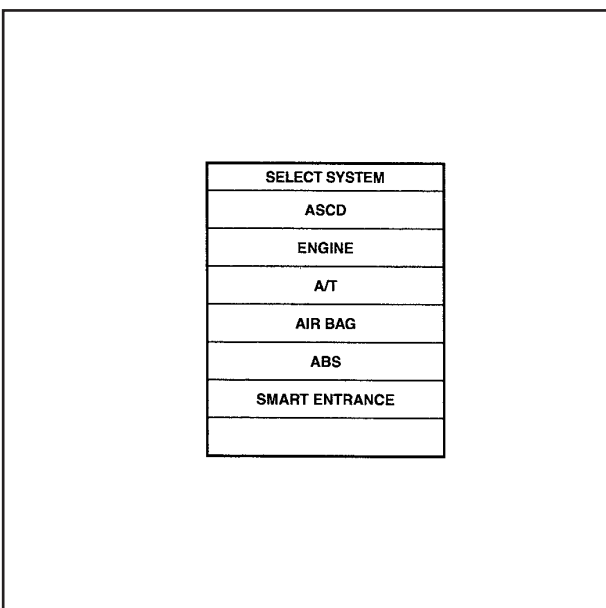 SELECT SYSTEM
ASCD
ENGINE
A/T
AIR BAG
ABS
SMART ENTRANCE